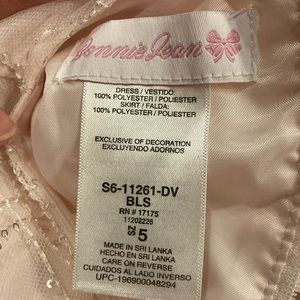 Bonnie Jean
DRESS / VESTIDO:
100% POLYESTER / POLIESTER
SKIRT / FALDA:
100% POLYESTER / POLIESTER
EXCLUSIVE OF DECORATION
EXCLUYENDO ADORNOS
S6-11261-DV
BLS
RN # 17175
11202226
SZ 5
MADE IN SRI LANKA
HECHO EN SRI LANKA
CARE ON REVERSE
CUIDADOS AL LADO INVERSO
UPC-196900048294